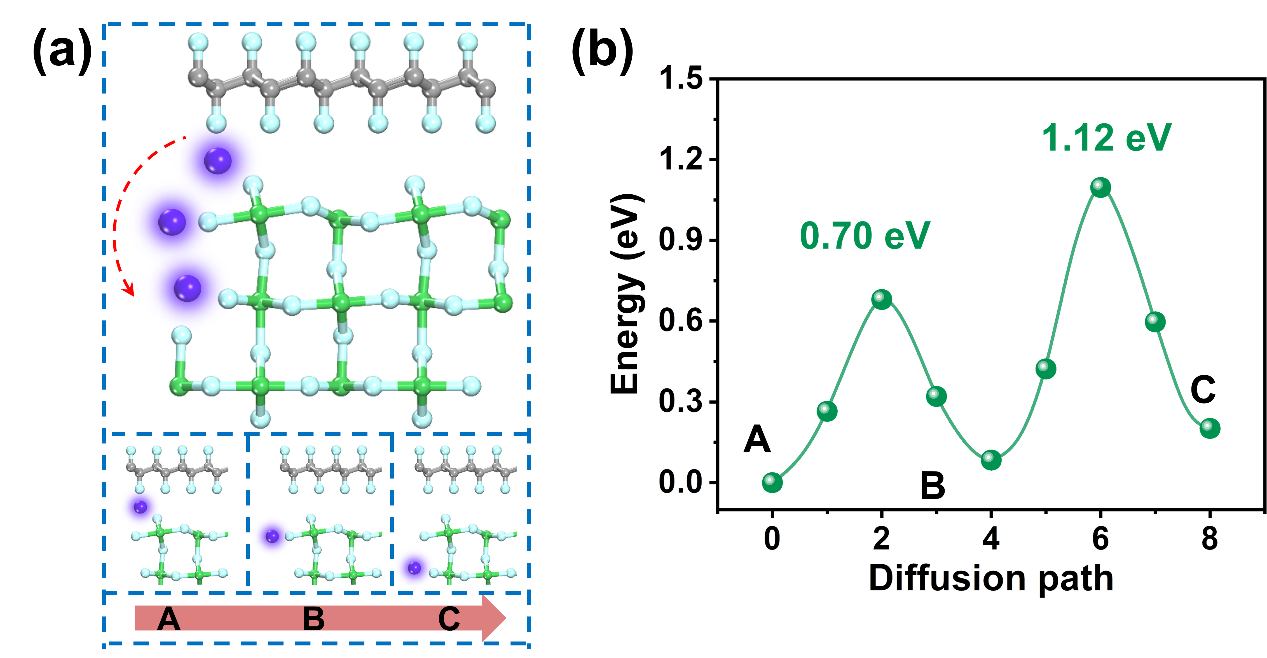 (a)
A B C
(b)
1.5
1.2
0.9
0.6
0.3
0.0
Energy (eV)
0.70 eV
1.12 eV
A
B
C
0 2 4 6 8
Diffusion path